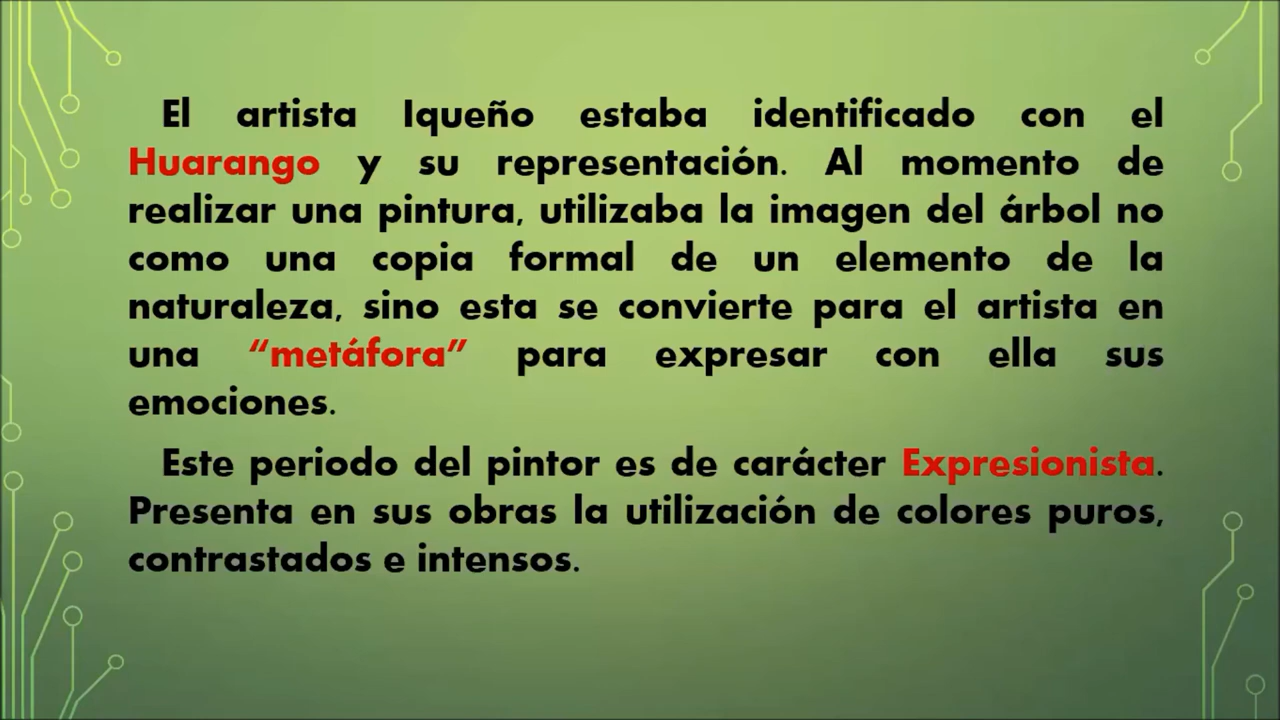 El artista Iqueño estaba identificado con el
Huarango y su representación. Al momento de
realizar una pintura, utilizaba la imagen del árbol no
como una copia formal de un elemento de la
naturaleza, sino esta se convierte para el artista en
una “metáfora” para expresar con ella sus
emociones.
Este periodo del pintor es de carácter Expresionista.
Presenta en sus obras la utilización de colores puros,
contrastados e intensos.